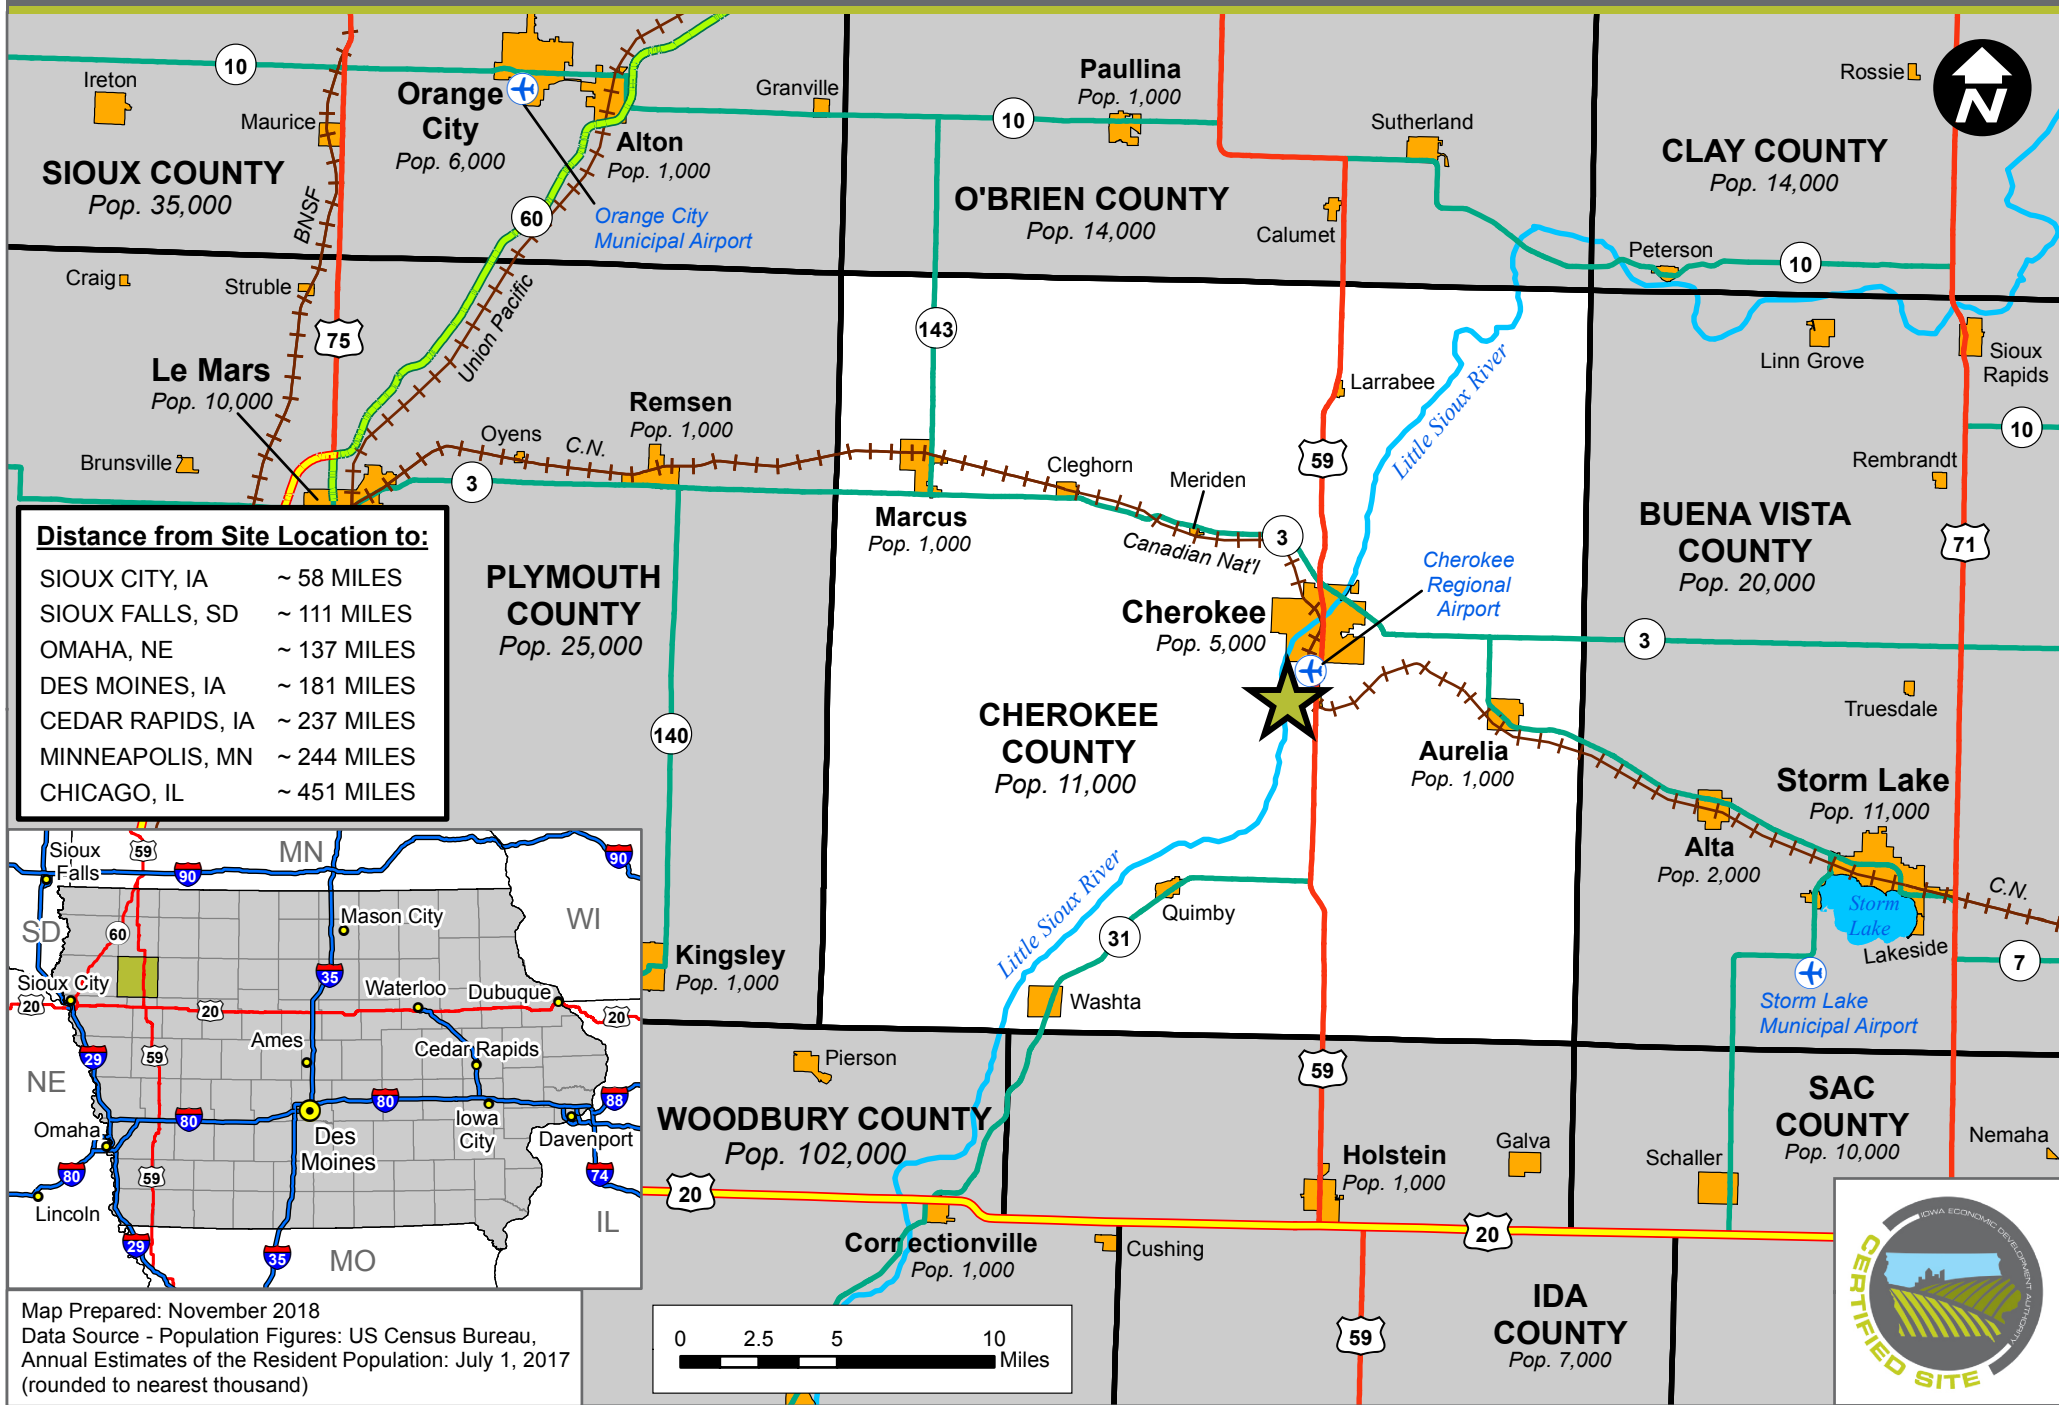 10
Ireton
Maurice
SIOUX COUNTY
Pop. 35,000
BNSF
Orange
City
Pop. 6,000
Alton
Pop. 1,000
60
Orange City
Municipal Airport
Granville
Paullina
Pop. 1,000
10
O'BRIEN COUNTY
Pop. 14,000
Sutherland
Calumet
Rossie
N
CLAY COUNTY
Pop. 14,000
Peterson
10
Craig
Struble
75
Union Pacific
143
Larrabee
Little Sioux River
Linn Grove
Sioux
Rapids
10
Le Mars
Pop. 10,000
Remsen
Pop. 1,000
Brunsville
Oyens
C.N.
3
59
Rembrandt
Cleghorn
Meriden
Marcus
Pop. 1,000
Canadian Nat'l
3
BUENA VISTA
COUNTY
Pop. 20,000
71
Distance from Site Location to:
SIOUX CITY, IA ~ 58 MILES
SIOUX FALLS, SD ~ 111 MILES
OMAHA, NE ~ 137 MILES
DES MOINES, IA ~ 181 MILES
CEDAR RAPIDS, IA ~ 237 MILES
MINNEAPOLIS, MN ~ 244 MILES
CHICAGO, IL ~ 451 MILES
PLYMOUTH
COUNTY
Pop. 25,000
Cherokee
Pop. 5,000
Cherokee
Regional
Airport
3
140
CHEROKEE
COUNTY
Pop. 11,000
Aurelia
Pop. 1,000
Truesdale
Storm Lake
Pop. 11,000
Alta
Pop. 2,000
C.N.
Storm
Lake
Lakeside
7
Storm Lake
Municipal Airport
Little Sioux River
Quimby
31
Washta
Kingsley
Pop. 1,000
Pierson
WOODBURY COUNTY
Pop. 102,000
59
SAC
COUNTY
Pop. 10,000
Nemaha
Holstein
Pop. 1,000
Galva
Schaller
20
20
Correctionville
Pop. 1,000
Cushing
59
IDA
COUNTY
Pop. 7,000
Sioux
Falls
59
MN
90
90
SD
WI
60
Mason City
35
Sioux City
20
20
Waterloo
Dubuque
20
Ames
59
29
Cedar Rapids
NE
80
80
88
Omaha
Des
Moines
Iowa
City
Davenport
80
59
74
Lincoln
29
35
MO
IL
Map Prepared: November 2018
Data Source - Population Figures: US Census Bureau,
Annual Estimates of the Resident Population: July 1, 2017
(rounded to nearest thousand)
0 2.5 5 10
Miles
IOWA ECONOMIC DEVELOPMENT AUTHORITY
CERTIFIED SITE